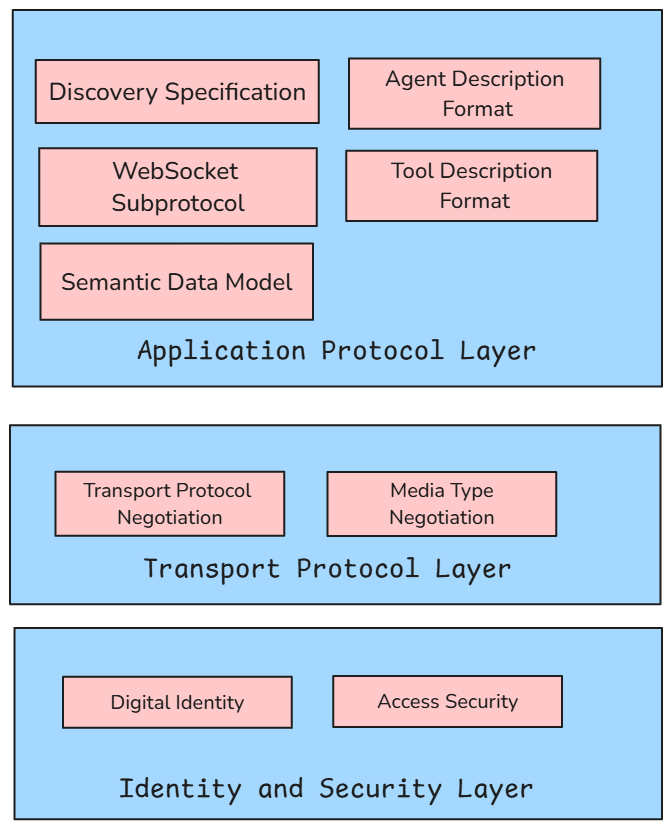 Discovery Specification
Agent Description
Format
WebSocket
Subprotocol
Tool Description
Format
Semantic Data Model
Application Protocol Layer
Transport Protocol
Negotiation
Media Type
Negotiation
Transport Protocol Layer
Digital Identity
Access Security
Identity and Security Layer